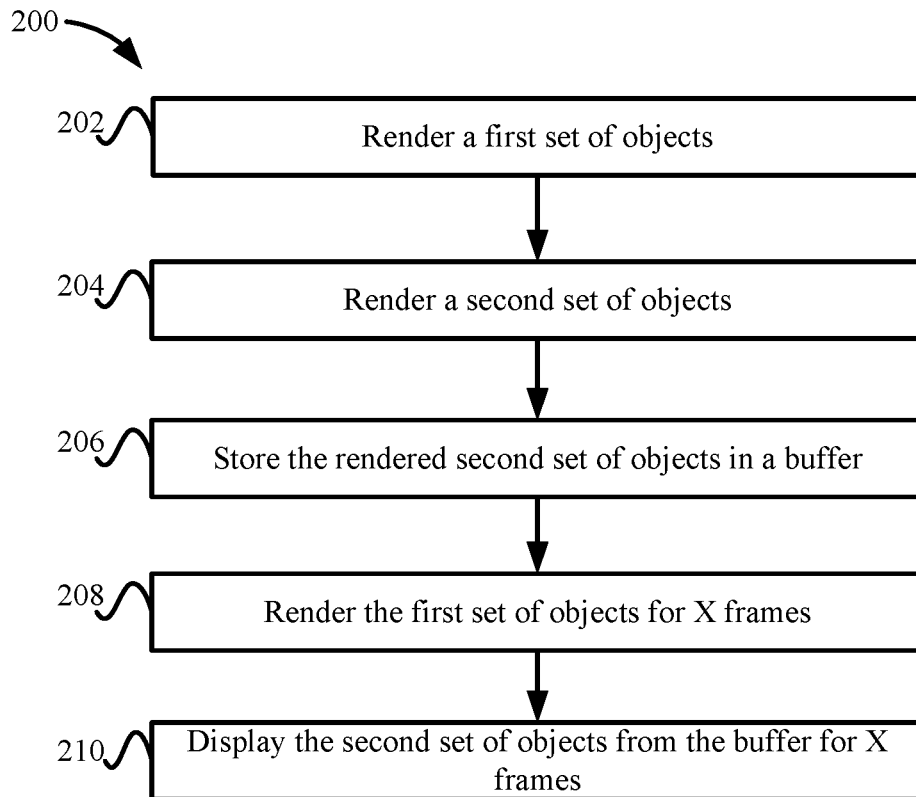 200
202
Render a first set of objects
204
Render a second set of objects
206
Store the rendered second set of objects in a buffer
208
Render the first set of objects for X frames
210
Display the second set of objects from the buffer for X
frames